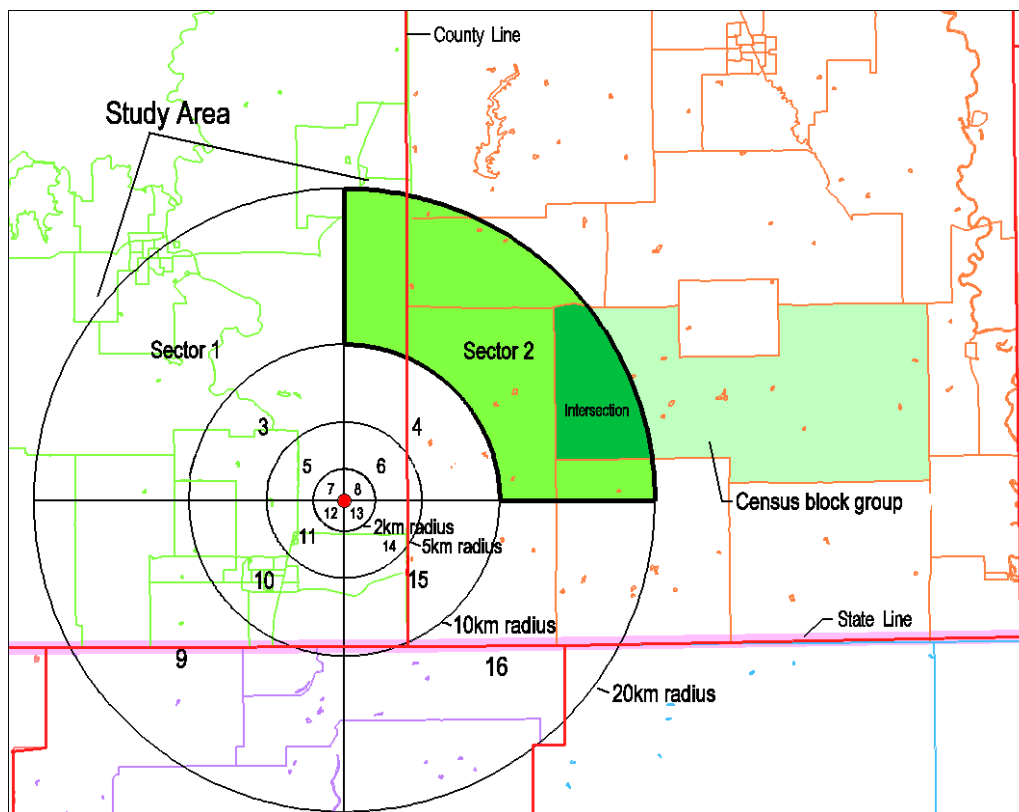 County Line
Study Area
Sector 1
Sector 2
Intersection
3
4
5
6
7
8
Census block group
12
13
2km radius
11
14
5km radius
10
15
10km radius
State Line
9
16
20km radius